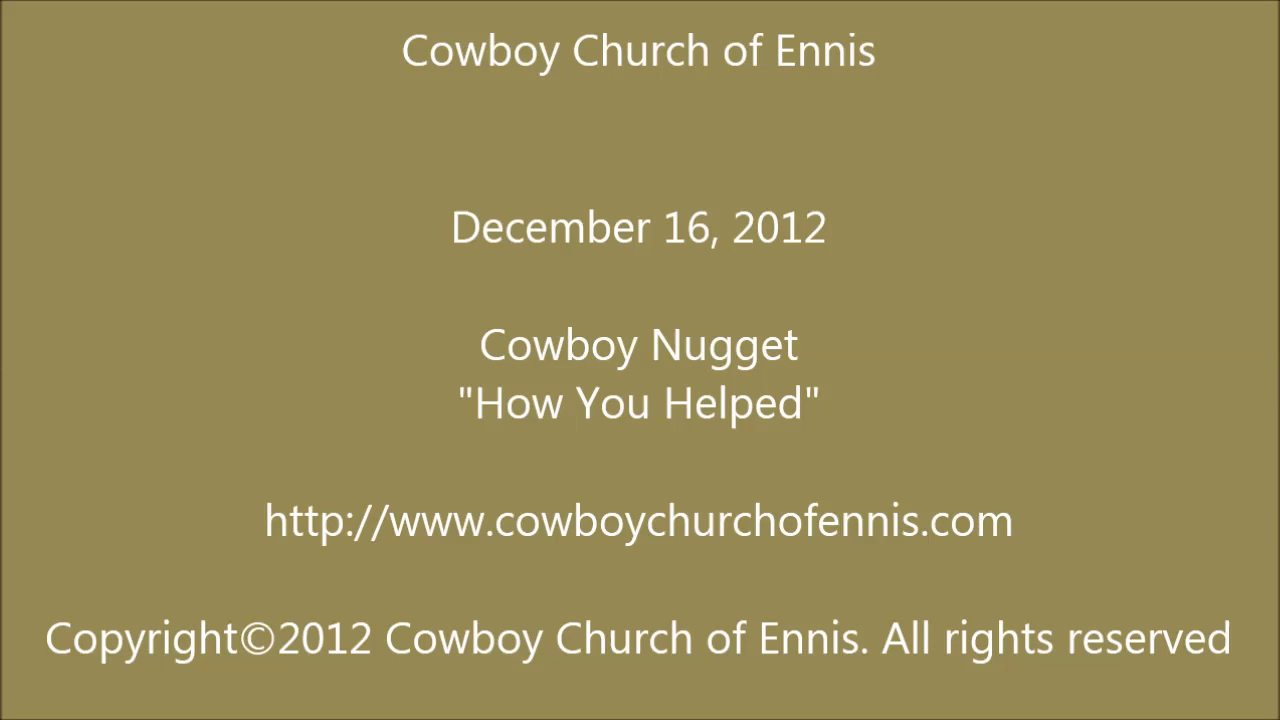 Cowboy Church of Ennis
December 16, 2012
Cowboy Nugget
"How You Helped"
http://www.cowboychurchofennis.com
Copyright©2012 Cowboy Church of Ennis. All rights reserved